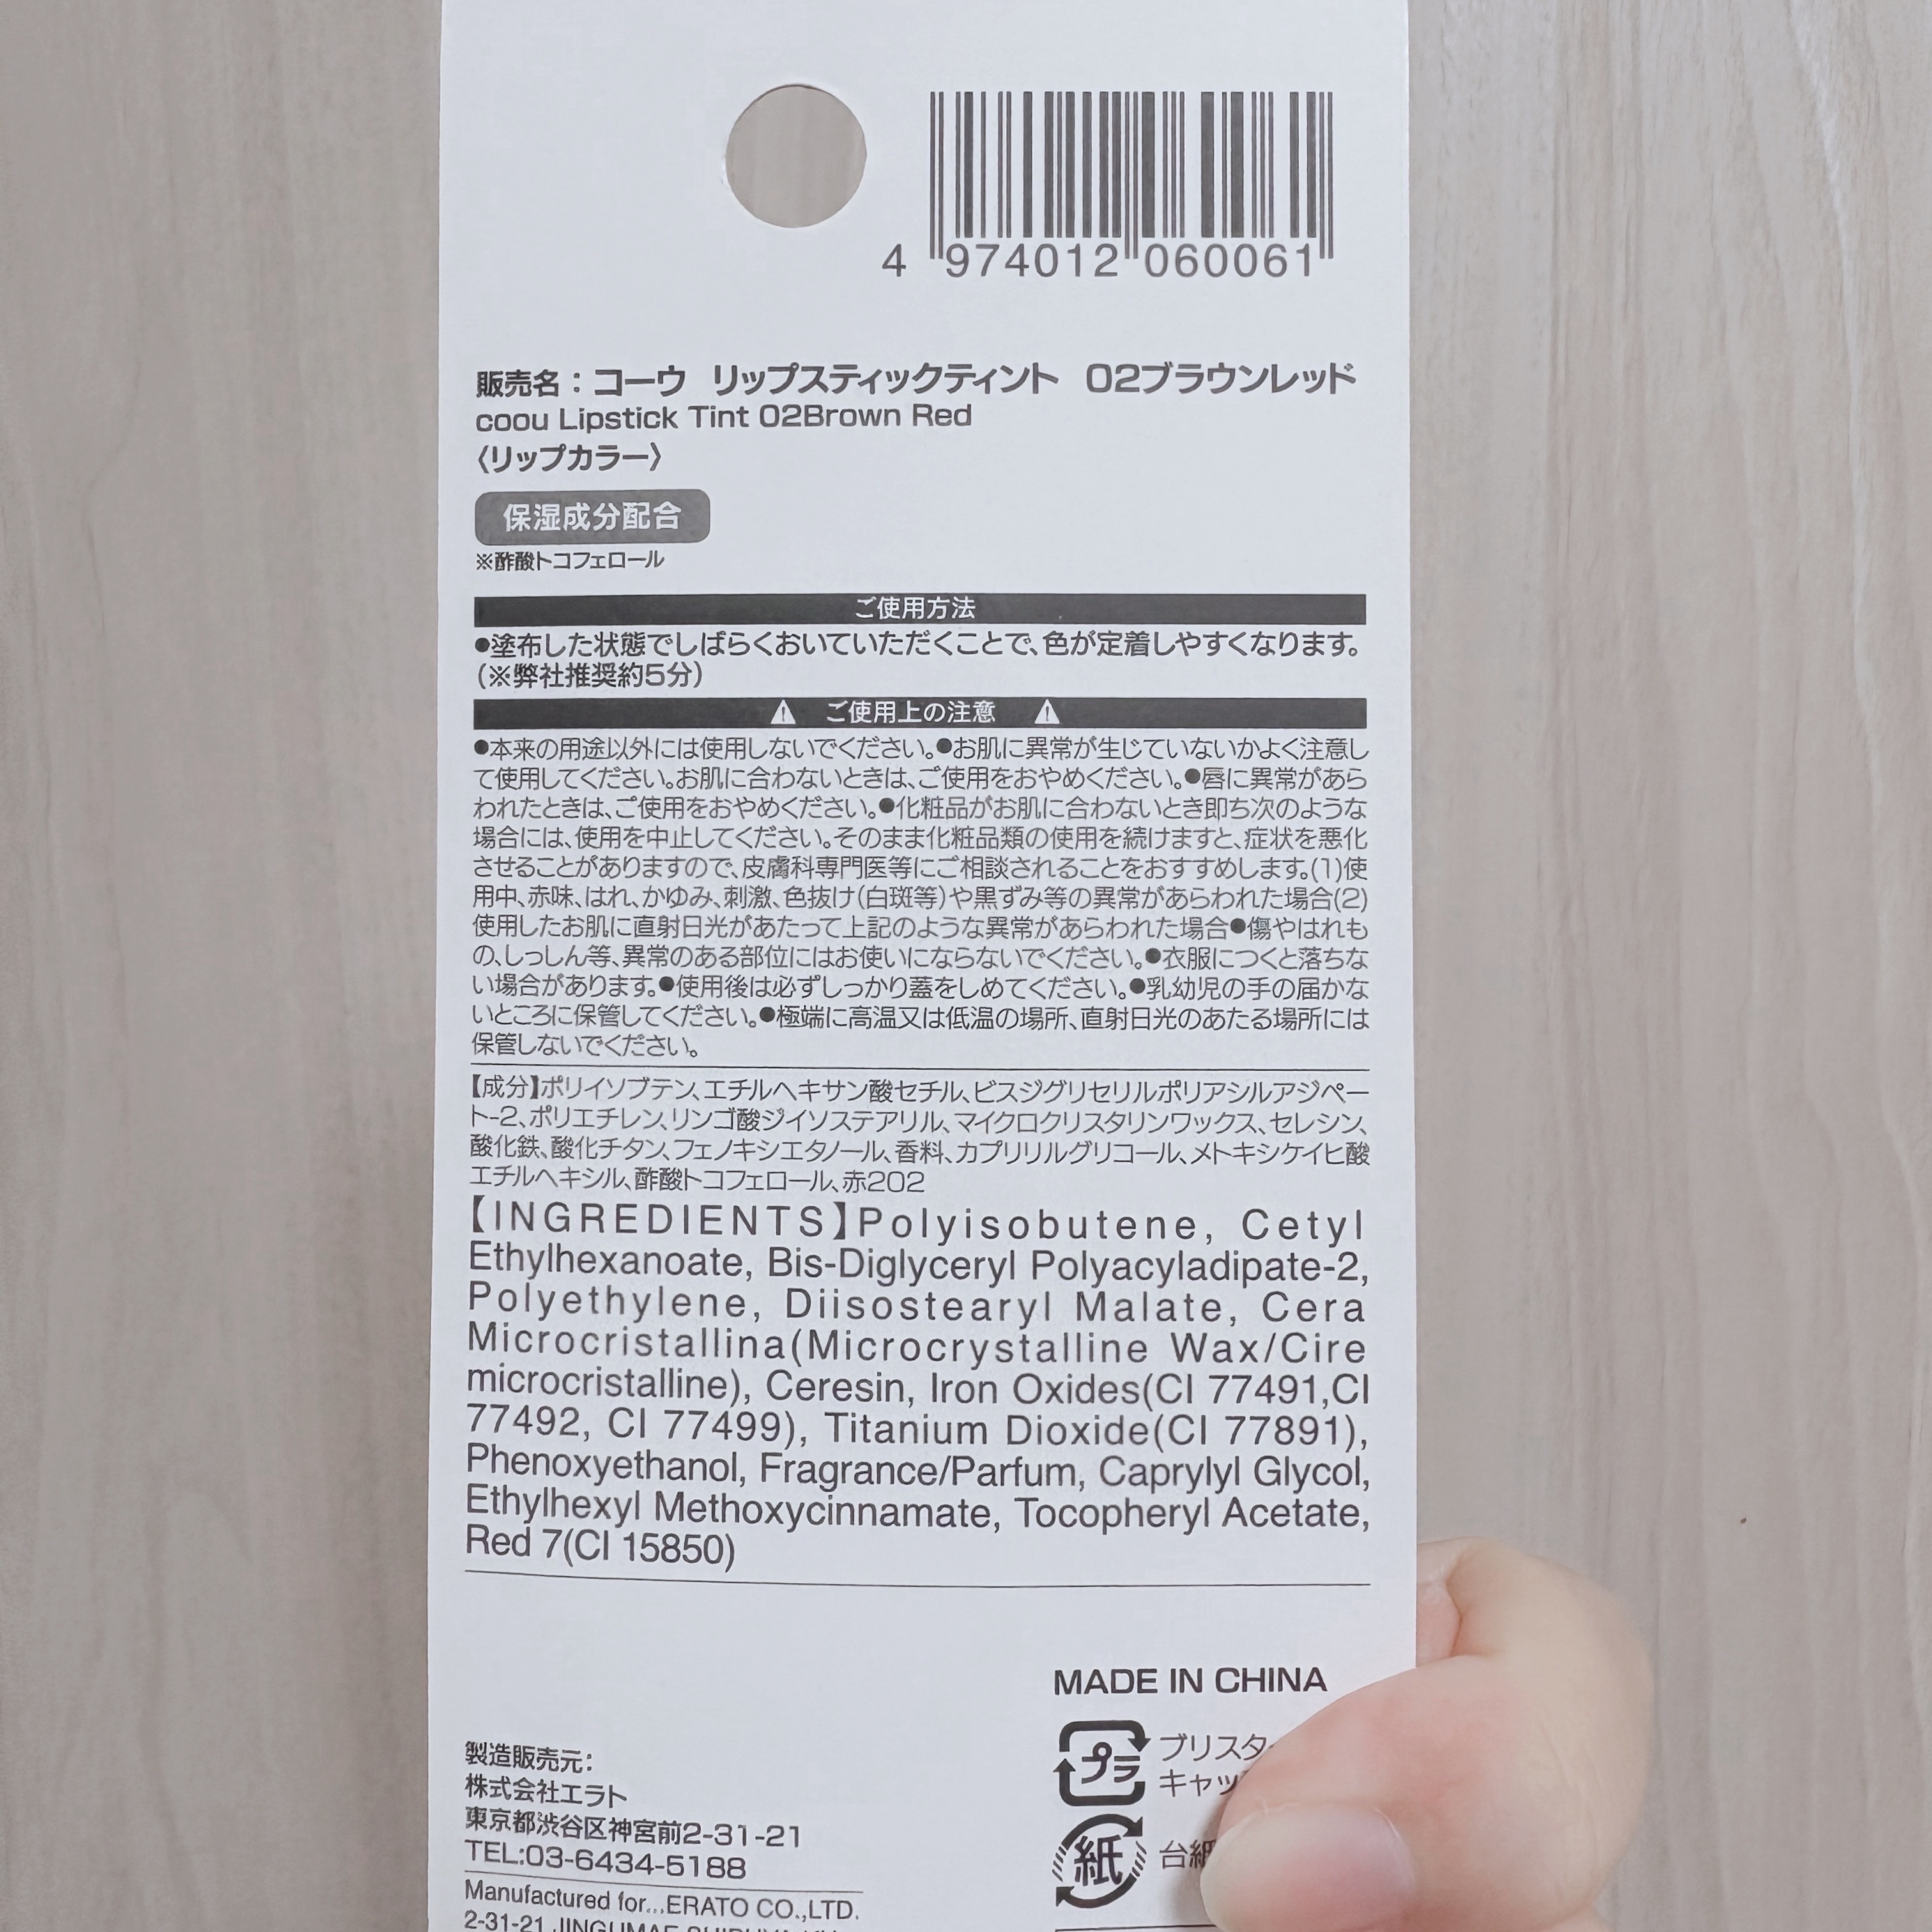 4 974012 060061
販売名：コーウ リップスティックティント 02ブラウンレッド
coou Lipstick Tint 02Brown Red
〈リップカラー〉
保湿成分配合
※酢酸トコフェロール
ご使用方法
●塗布した状態でしばらくおいていただくことで、色が定着しやすくなります。
(※弊社推奨約5分)
ご使用上の注意
●本来の用途以外には使用しないでください。●お肌に異常が生じていないかよく注意し
て使用してください。お肌に合わないときは、ご使用をおやめください。●唇に異常があら
われたときは、ご使用をおやめください。●化粧品がお肌に合わないとき即ち次のような
場合には、使用を中止してください。そのまま化粧品類の使用を続けますと、症状を悪化
させることがありますので、皮膚科専門医等にご相談されることをおすすめします。(1)使
用中、赤味、はれ、かゆみ、刺激、色抜け(白斑等)や黒ずみ等の異常があらわれた場合(2)
使用したお肌に直射日光があたって上記のような異常があらわれた場合●傷やはれも
の、しっしん等、異常のある部位にはお使いにならないでください。●衣服につくと落ちな
い場合があります。●使用後は必ずしっかり蓋をしめてください。●乳幼児の手の届かな
いところに保管してください。●極端に高温又は低温の場所、直射日光のあたる場所には
保管しないでください。
【成分】ポリイソブテン、エチルヘキサン酸セチル、ビスジグリセリルポリアシルアジペー
ト-2、ポリエチレン、リンゴ酸ジイソステアリル、マイクロクリスタリンワックス、セレシン、
酸化鉄、酸化チタン、フェノキシエタノール、香料、カプリリルグリコール、メトキシケイヒ酸
エチルヘキシル、酢酸トコフェロール、赤202
【INGREDIENTS】Polyisobutene, Cetyl
Ethylhexanoate, Bis-Diglyceryl Polyacyladipate-2,
Polyethylene, Diisostearyl Malate, Cera
Microcristallina(Microcrystalline Wax/Cire
microcristalline), Ceresin, Iron Oxides(CI 77491,CI
77492, CI 77499), Titanium Dioxide(CI 77891),
Phenoxyethanol, Fragrance/Parfum, Caprylyl Glycol,
Ethylhexyl Methoxycinnamate, Tocopheryl Acetate,
Red 7(CI 15850)
MADE IN CHINA
プラ ブリスタ
キャッ
紙 台紙
製造販売元:
株式会社エラト
東京都渋谷区神宮前2-31-21
TEL:03-6434-5188
Manufactured for...ERATO CO.,LTD.
2-31-21